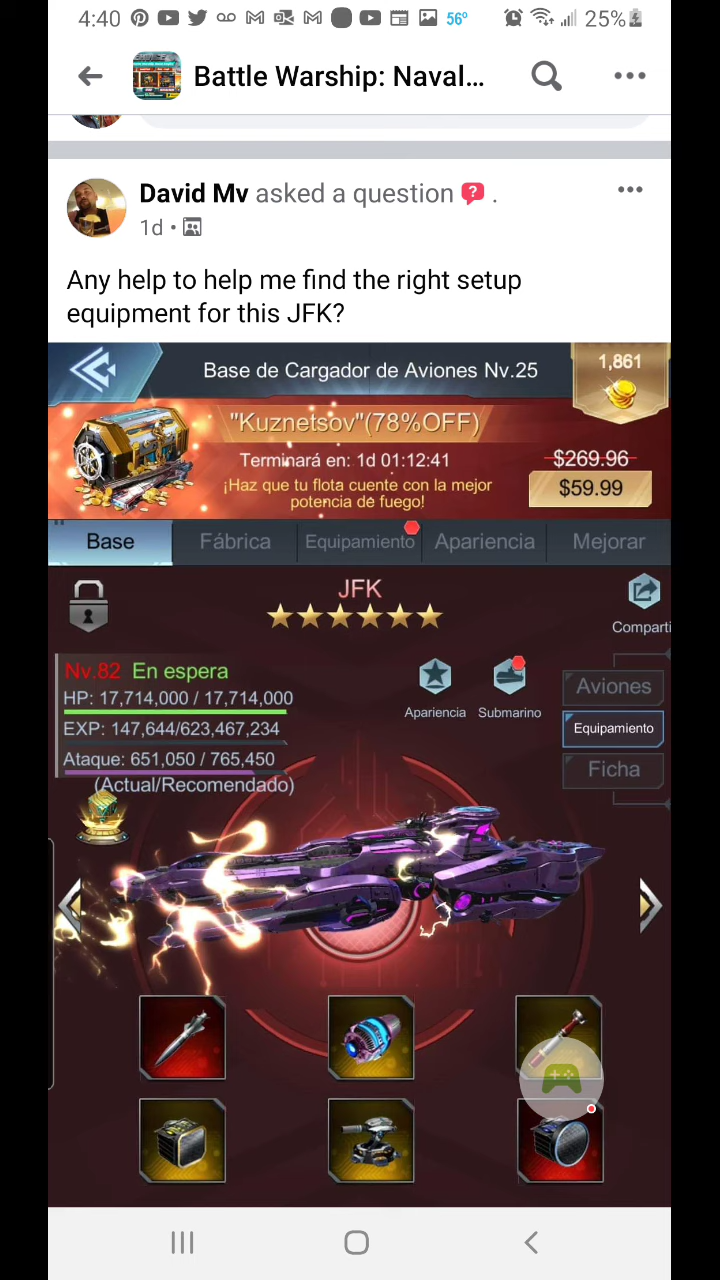 4:40
56°
25%
Battle Warship: Naval...
David Mv asked a question
1d
Any help to help me find the right setup
equipment for this JFK?
Base de Cargador de Aviones Nv.25
1,861
"Kuznetsov"(78%OFF)
Terminará en: 1d 01:12:41
$269.96
¡Haz que tu flota cuente con la mejor
potencia de fuego!
$59.99
Base
Fábrica
Equipamiento
Apariencia
Mejorar
JFK
Comparti
Nv.82 En espera
HP: 17,714,000 / 17,714,000
EXP: 147,644/623,467,234
Ataque: 651,050 / 765,450
(Actual/Recomendado)
Apariencia
Submarino
Aviones
Equipamiento
Ficha